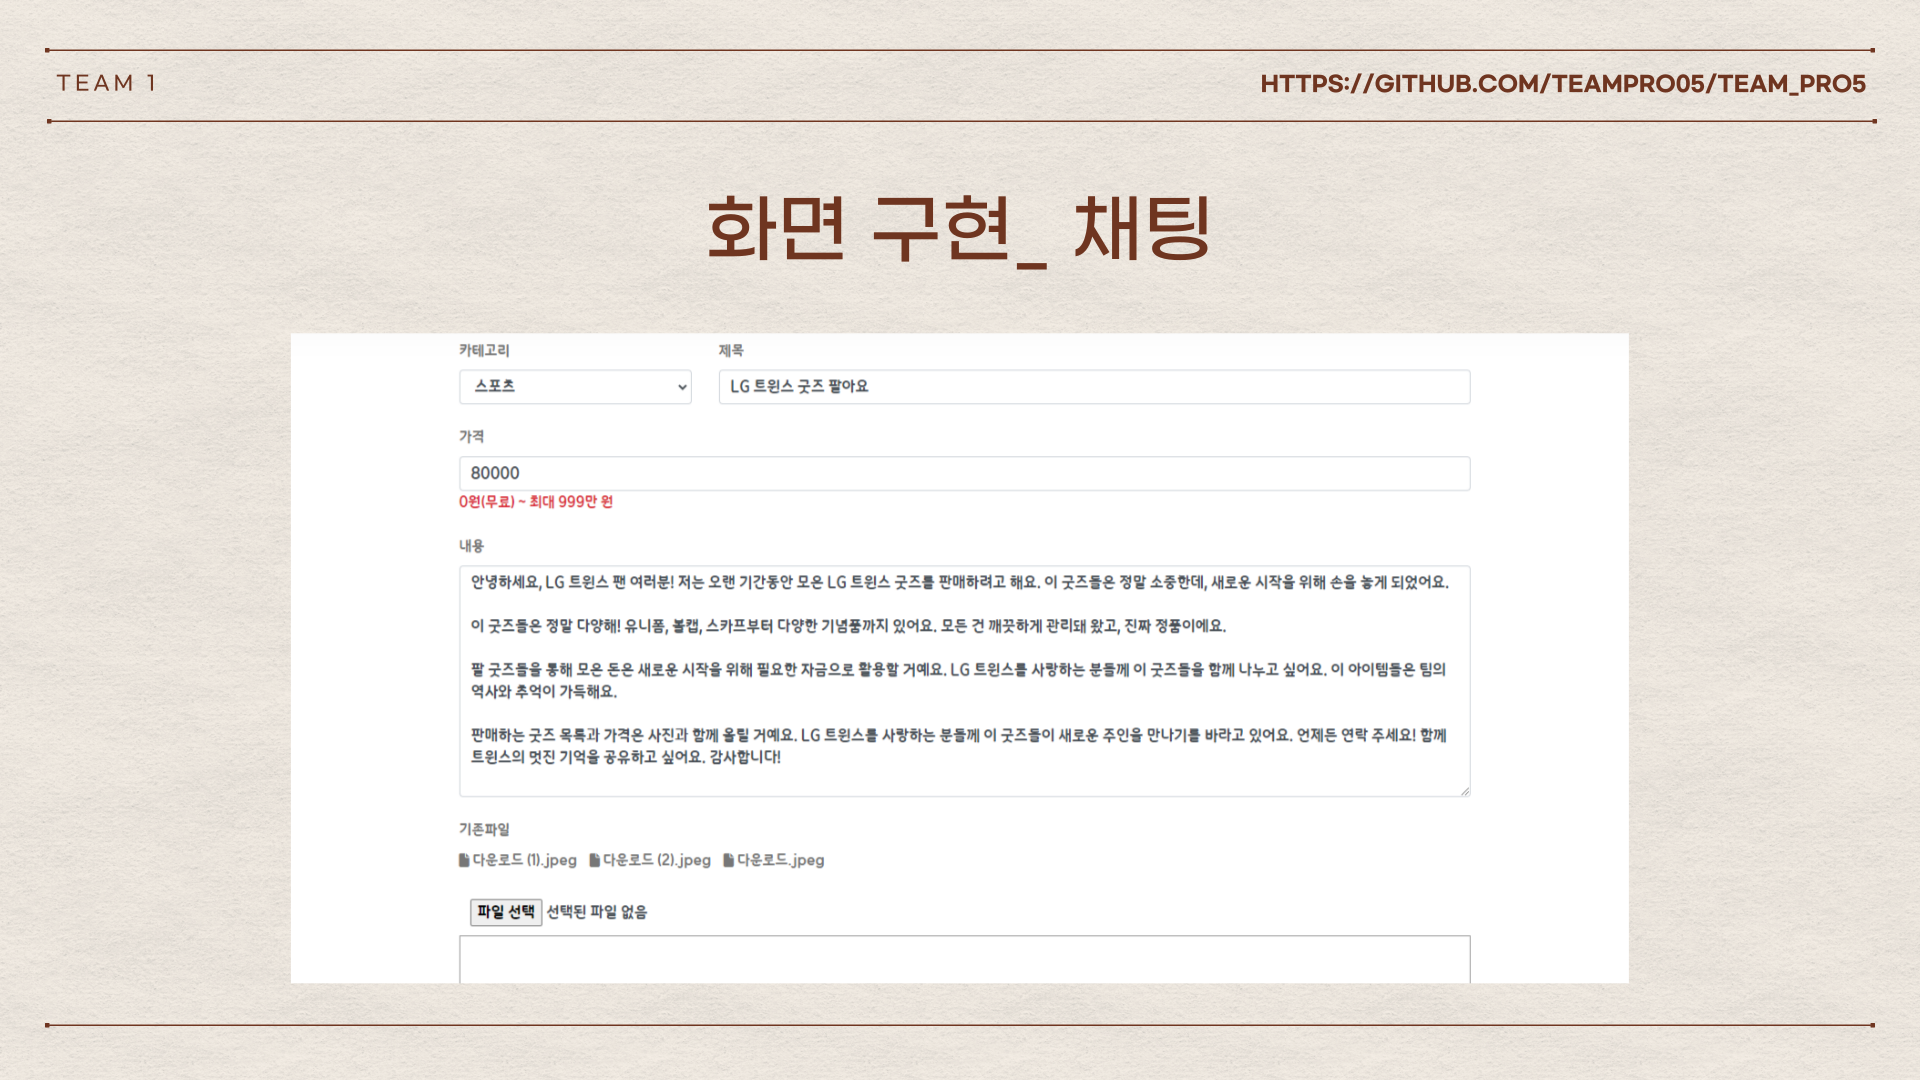 TEAM 1
HTTPS://GITHUB.COM/TEAMPRO05/TEAM_PRO5
화면 구현_ 채팅
카테고리
제목
스포츠
LG 트윈스 굿즈 팔아요
가격
80000
0원(무료) ~ 최대 999만 원
내용
안녕하세요, LG 트윈스 팬 여러분! 저는 오랜 기간동안 모은 LG 트윈스 굿즈를 판매하려고 해요. 이 굿즈들은 정말 소중한데, 새로운 시작을 위해 손을 놓게 되었어요.
이 굿즈들은 정말 다양해! 유니폼, 볼캡, 스카프부터 다양한 기념품까지 있어요. 모든 건 깨끗하게 관리돼 왔고, 진짜 정품이에요.
팔 굿즈들을 통해 모은 돈은 새로운 시작을 위해 필요한 자금으로 활용할 거예요. LG 트윈스를 사랑하는 분들께 이 굿즈들을 함께 나누고 싶어요. 이 아이템들은 팀의
역사와 추억이 가득해요.
판매하는 굿즈 목록과 가격은 사진과 함께 올릴 거예요. LG 트윈스를 사랑하는 분들께 이 굿즈들이 새로운 주인을 만나기를 바라고 있어요. 언제든 연락 주세요! 함께
트윈스의 멋진 기억을 공유하고 싶어요. 감사합니다!
기존파일
다운로드 (1).jpeg 다운로드 (2).jpeg 다운로드.jpeg
파일 선택 선택된 파일 없음